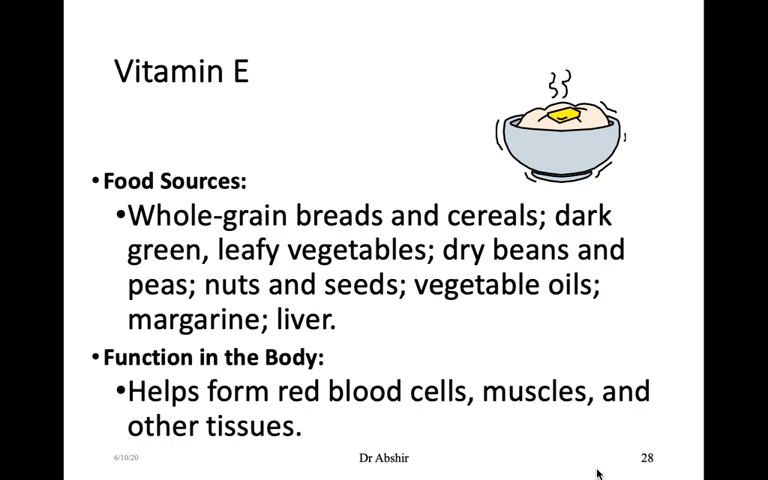 Vitamin E
• Food Sources:
•Whole-grain breads and cereals; dark
green, leafy vegetables; dry beans and
peas; nuts and seeds; vegetable oils;
margarine; liver.
• Function in the Body:
•Helps form red blood cells, muscles, and
other tissues.
6/10/20 Dr Abshir 28